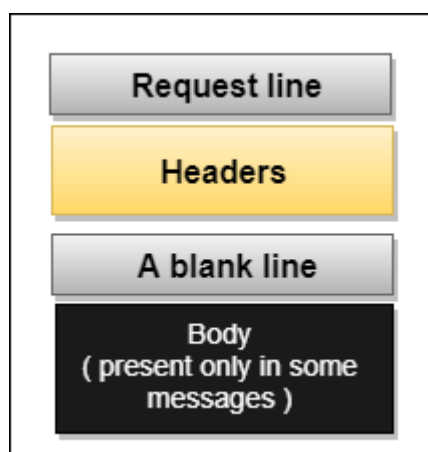 Request line
Headers
A blank line
Body
( present only in some
messages )